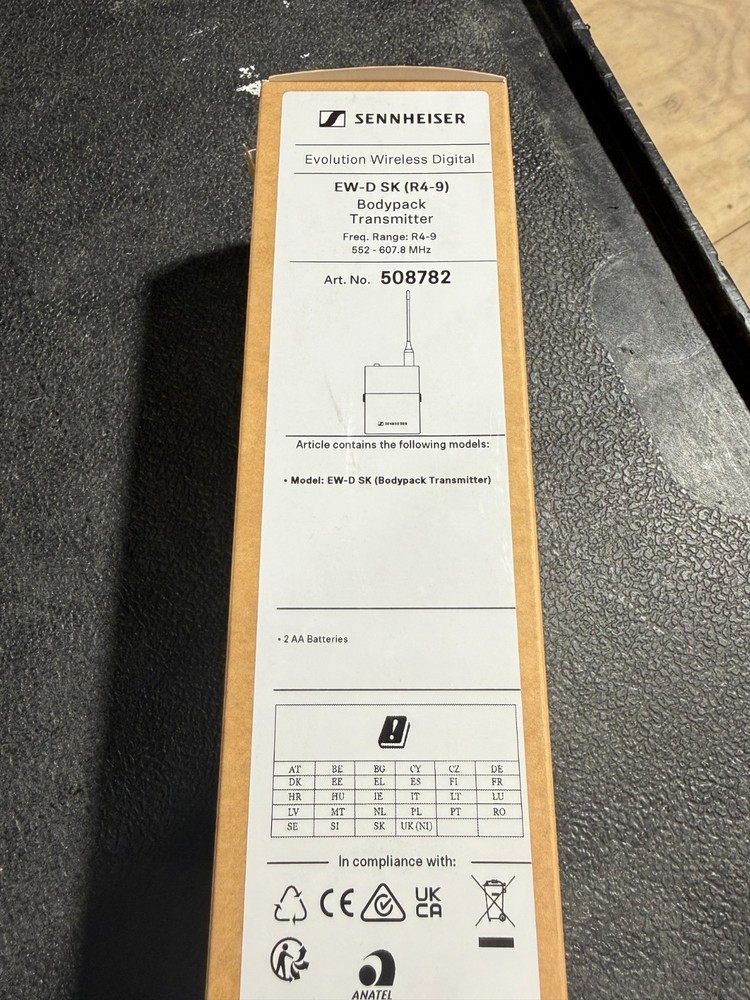 SENNHEISER
Evolution Wireless Digital
EW-D SK (R4-9)
Bodypack
Transmitter
Freq. Range: R4-9
552 - 607.8 MHz
Art. No. 508782
SENNHEISER
Article contains the following models:
• Model: EW-D SK (Bodypack Transmitter)
• 2 AA Batteries
!
AT BE BG CY CZ DE
DK EE EL ES FI FR
HR HU IE IT LT LU
LV MT NL PL PT RO
SE SI SK UK(NI)
In compliance with:
CE UK
CA
ANATEL